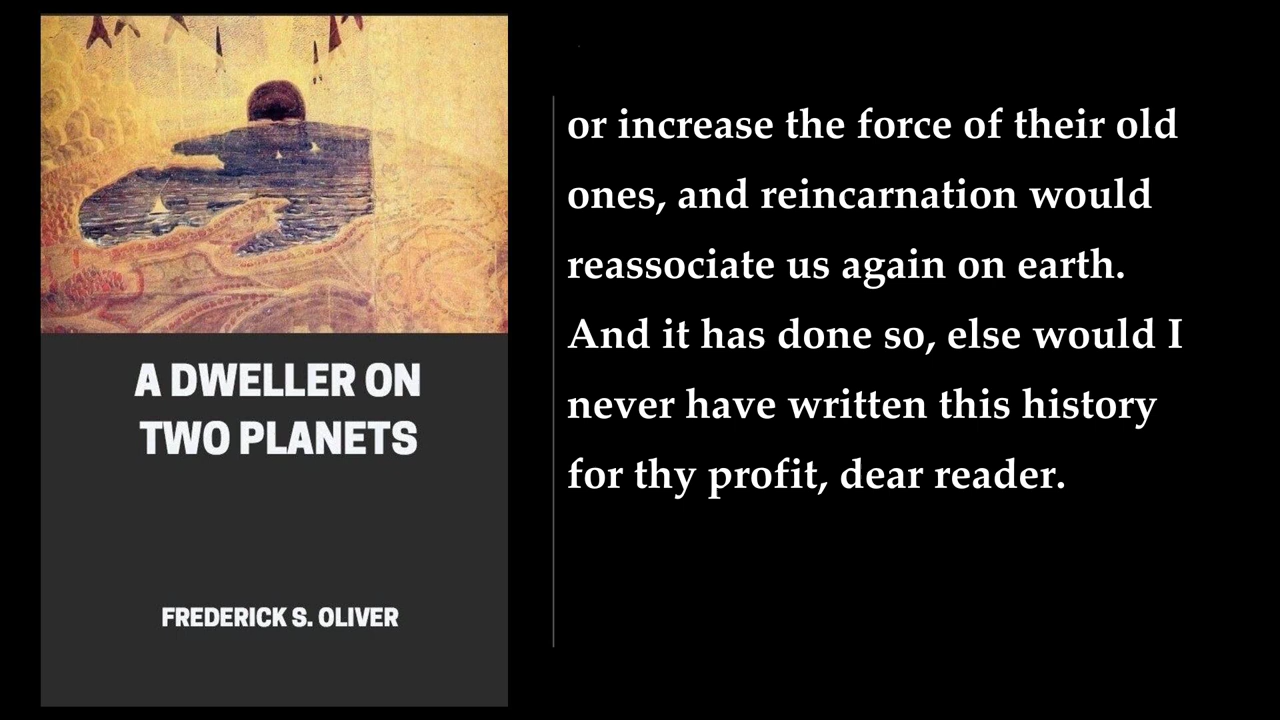 A DWELLER ON
TWO PLANETS
FREDERICK S. OLIVER
or increase the force of their old
ones, and reincarnation would
reassociate us again on earth.
And it has done so, else would I
never have written this history
for thy profit, dear reader.